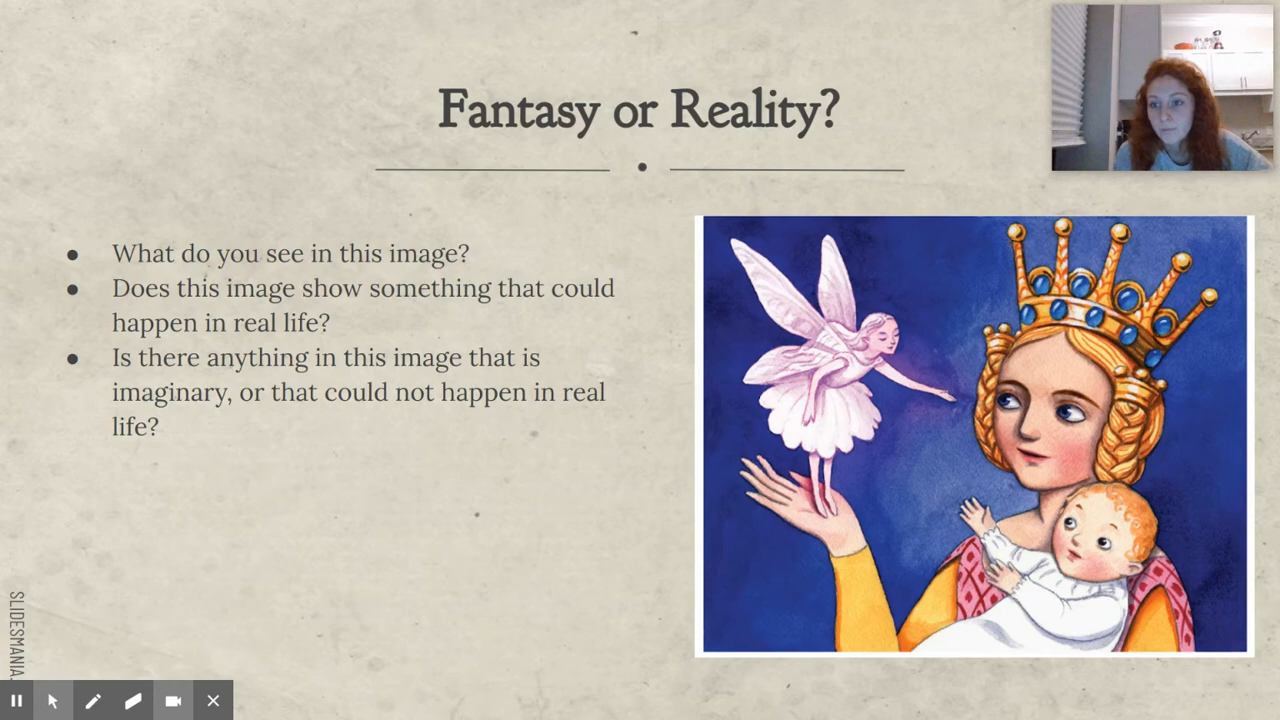 Fantasy or Reality?
● What do you see in this image?
● Does this image show something that could
happen in real life?
● Is there anything in this image that is
imaginary, or that could not happen in real
life?
SLIDESMANIA.